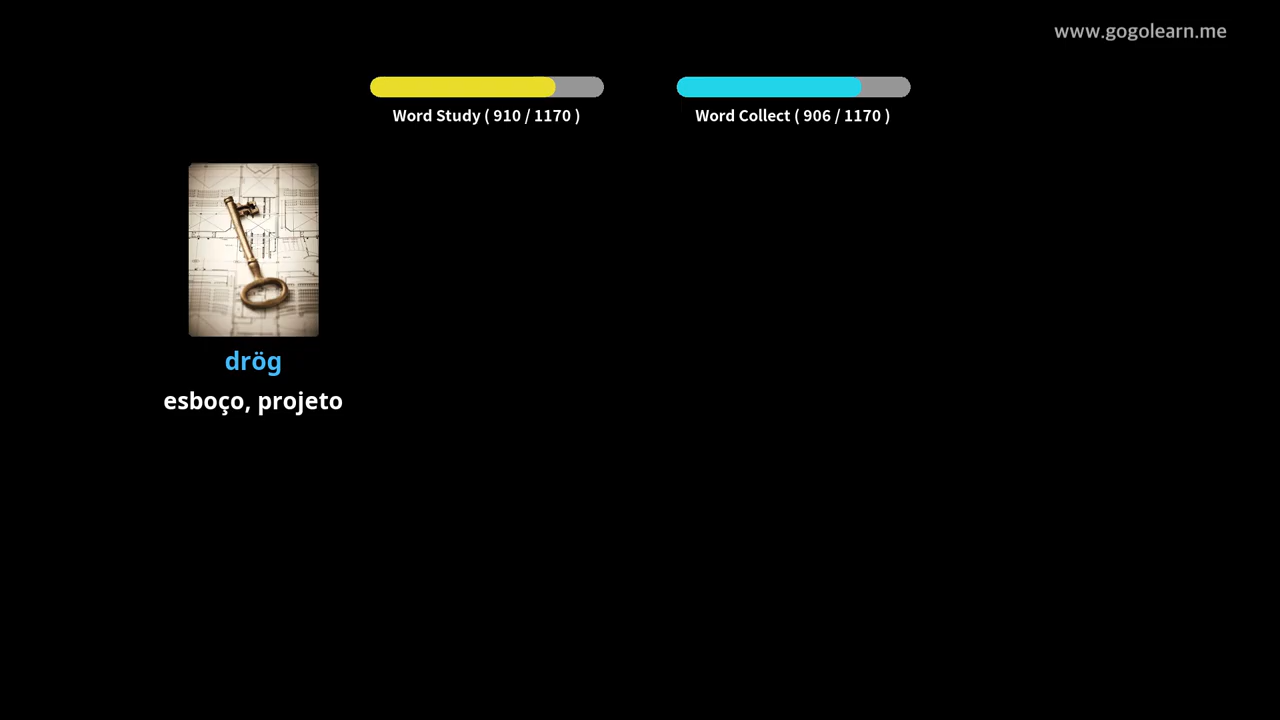 www.gogolearn.me
Word Study ( 910 / 1170 )
Word Collect ( 906 / 1170 )
drög
esboço, projeto